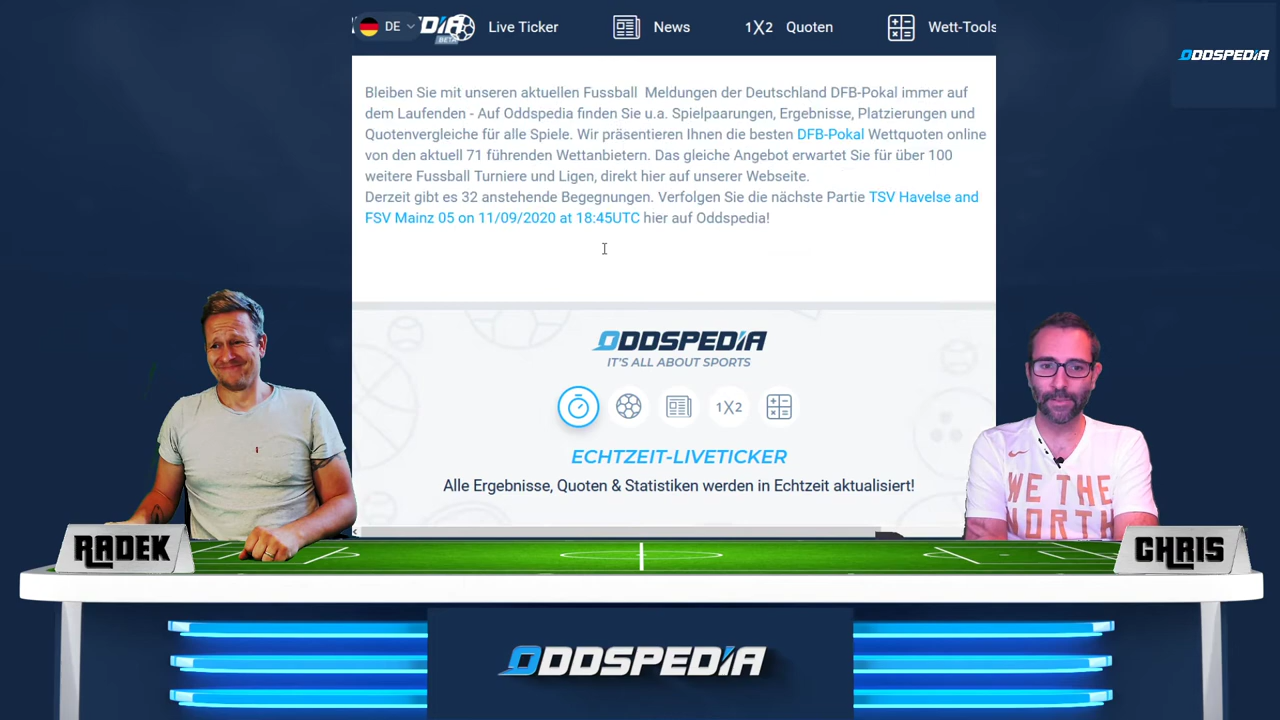 DE
BETA
Live Ticker
News
1X2 Quoten
Wett-Tools
ODDSPEDIA
Bleiben Sie mit unseren aktuellen Fussball Meldungen der Deutschland DFB-Pokal immer auf
dem Laufenden - Auf Oddspedia finden Sie u.a. Spielpaarungen, Ergebnisse, Platzierungen und
Quotenvergleiche für alle Spiele. Wir präsentieren Ihnen die besten DFB-Pokal Wettquoten online
von den aktuell 71 führenden Wettanbietern. Das gleiche Angebot erwartet Sie für über 100
weitere Fussball Turniere und Ligen, direkt hier auf unserer Webseite.
Derzeit gibt es 32 anstehende Begegnungen. Verfolgen Sie die nächste Partie TSV Havelse and
FSV Mainz 05 on 11/09/2020 at 18:45UTC hier auf Oddspedia!
ODDSPEDIA
IT'S ALL ABOUT SPORTS
1X2
ECHTZEIT-LIVETICKER
Alle Ergebnisse, Quoten & Statistiken werden in Echtzeit aktualisiert!
WE THE
NORTH
RADEK
CHRIS
ODDSPEDIA